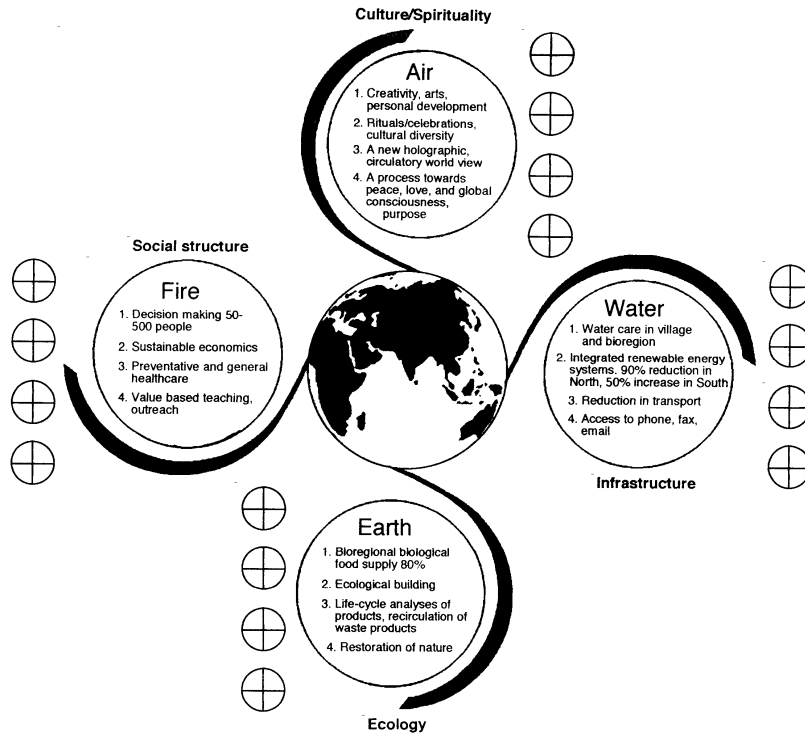 Culture/Spirituality
Air
1. Creativity, arts,
personal development
2. Rituals/celebrations,
cultural diversity
3. A new holographic,
circulatory world view
4. A process towards
peace, love, and global
consciousness,
purpose
Social structure
Fire
1. Decision making 50-
500 people
2. Sustainable economics
3. Preventative and general
healthcare
4. Value based teaching,
outreach
Water
1. Water care in village
and bioregion
2. Integrated renewable energy
systems. 90% reduction in
North, 50% increase in South
3. Reduction in transport
4. Access to phone, fax,
email
Infrastructure
Earth
1. Bioregional biological
food supply 80%
2. Ecological building
3. Life-cycle analyses of
products, recirculation of
waste products
4. Restoration of nature
Ecology